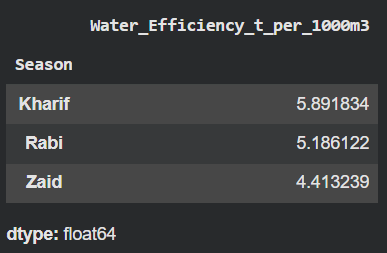 Water_Efficiency_t_per_1000m3
Season
Kharif 5.891834
Rabi 5.186122
Zaid 4.413239
dtype: float64